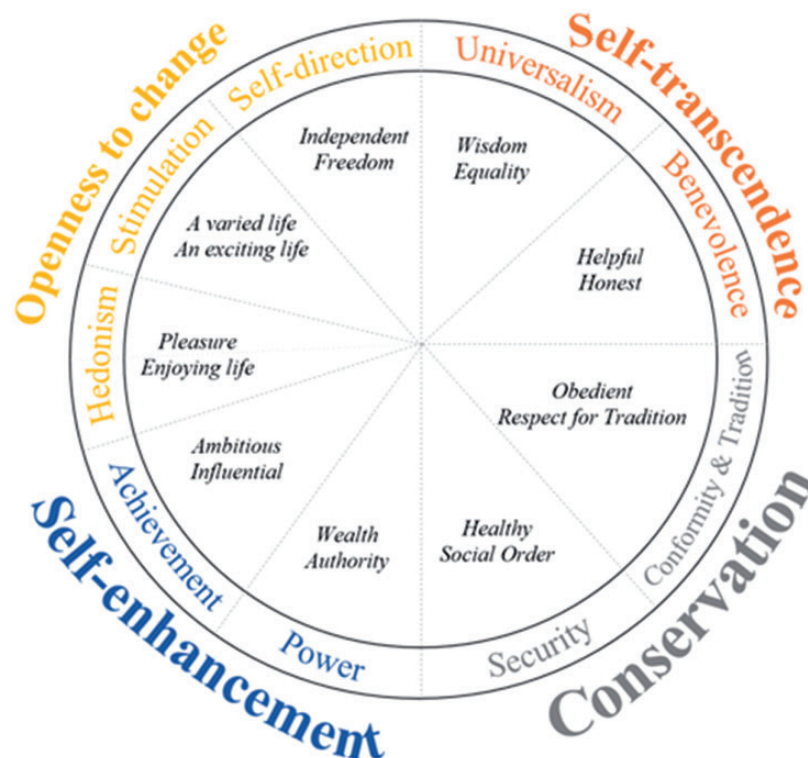 Openness to change
Self-transcendence
Self-direction
Universalism
Stimulation
Benevolence
Independent
Freedom
Wisdom
Equality
A varied life
An exciting life
Helpful
Honest
Hedonism
Pleasure
Enjoying life
Obedient
Respect for Tradition
Conformity & Tradition
Ambitious
Influential
Achievement
Wealth
Authority
Healthy
Social Order
Power
Security
Self-enhancement
Conservation